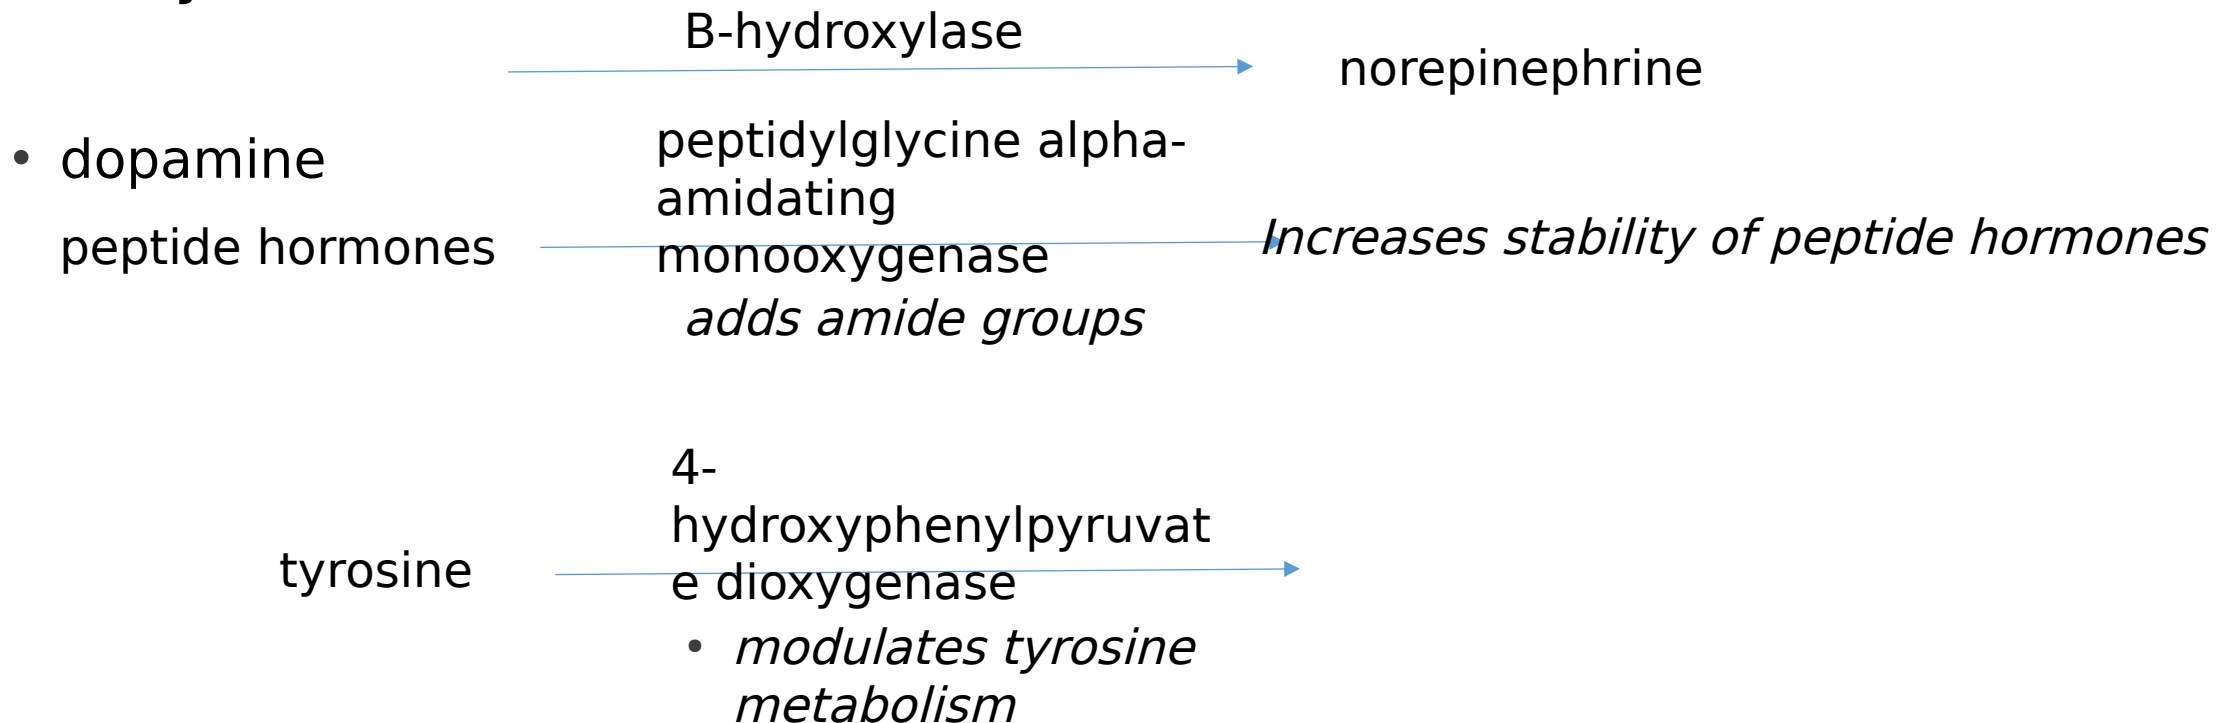 B-hydroxylase
norepinephrine
• dopamine
peptidylglycine alpha-
amidating
monooxygenase
peptide hormones
Increases stability of peptide hormones
adds amide groups
4-
hydroxyphenylpyruvat
e dioxygenase
tyrosine
• modulates tyrosine
metabolism